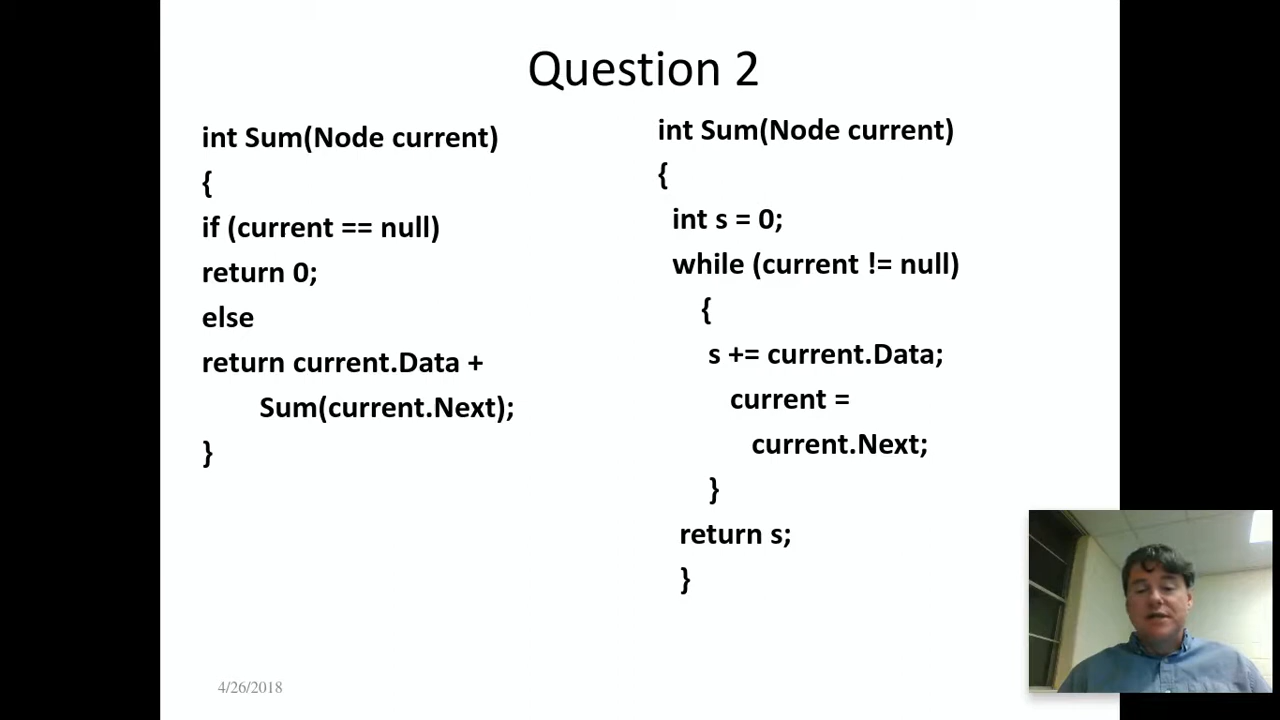 Question 2
int Sum(Node current)
{
if (current == null)
return 0;
else
return current.Data +
Sum(current.Next);
}
int Sum(Node current)
{
int s = 0;
while (current != null)
{
s += current.Data;
current =
current.Next;
}
return s;
}
4/26/2018